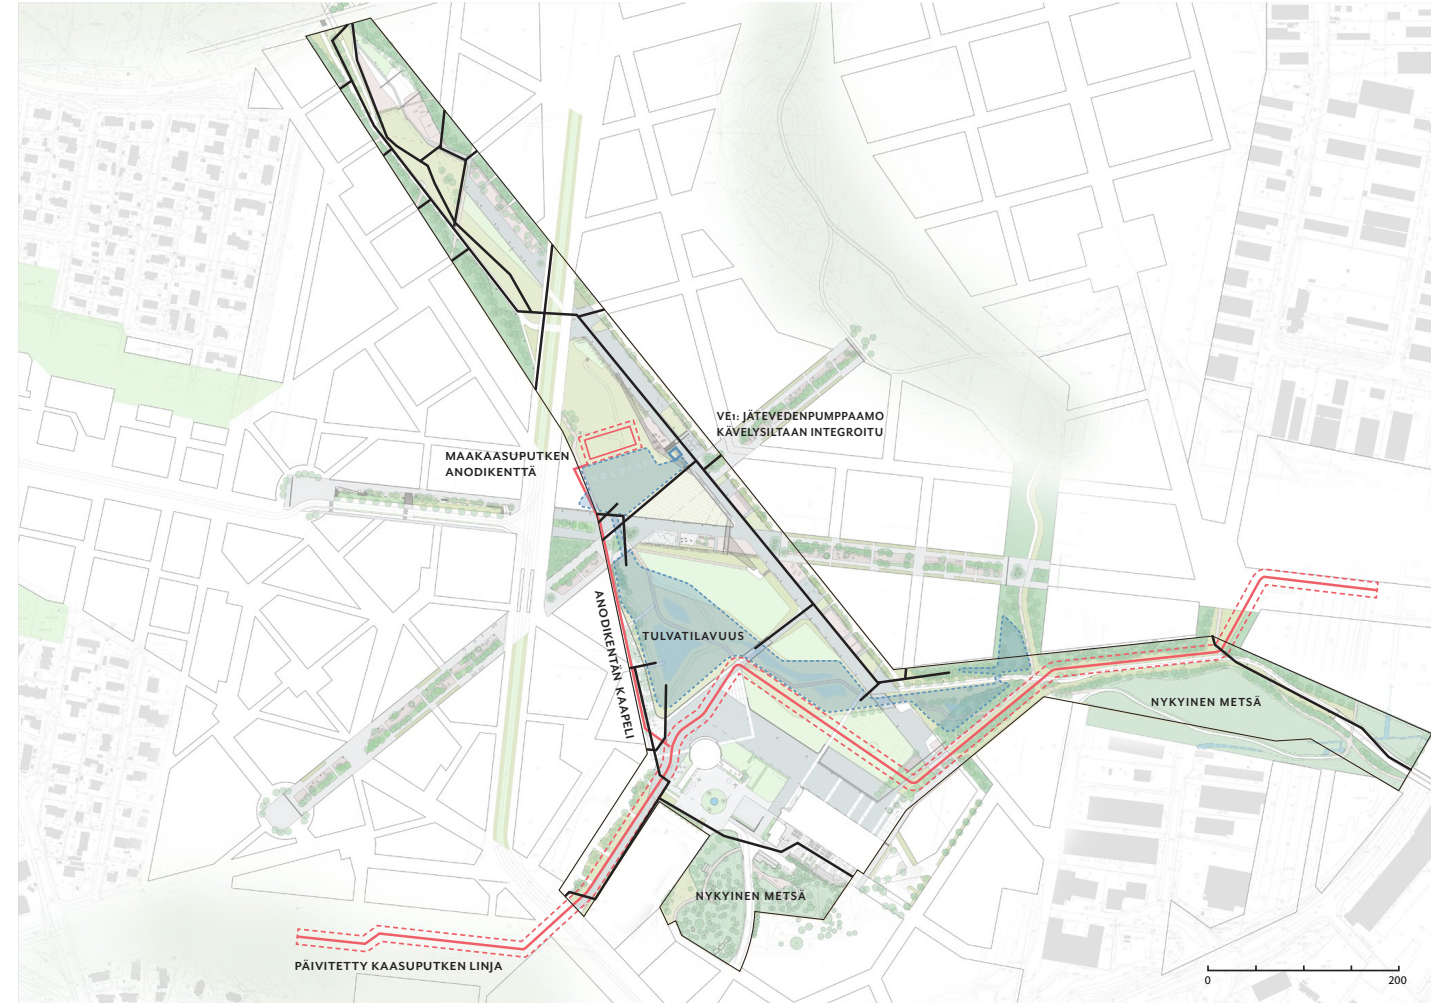 VE1: JÄTEVEDENPUMPPAAMO
KÄVELYSILTAAN INTEGROITU
MAAKAASUPUTKEN
ANODIKENTTÄ
ANODIKENTÄN KAAPELI
TULVATILAVUUS
NYKYINEN METSÄ
NYKYINEN METSÄ
PÄIVITETTY KAASUPUTKEN LINJA
0 200